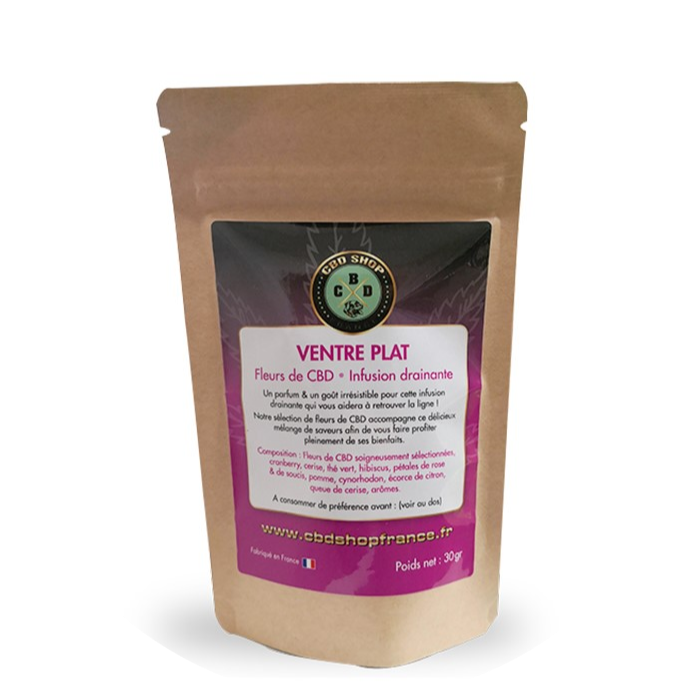 CBD SHOP
C B D
VENTRE PLAT
Fleurs de CBD • Infusion drainante
Un parfum & un goût irrésistible pour cette infusion
drainante qui vous aidera à retrouver la ligne !
Notre sélection de fleurs de CBD accompagne ce délicieux
mélange de saveurs afin de vous faire profiter
pleinement de ses bienfaits.
Composition : Fleurs de CBD soigneusement sélectionnées,
cranberry, cerise, thé vert, hibiscus, pétales de rose
& de soucis, pomme, cynorhodon, écorce de citron,
queue de cerise, arômes.
A consommer de préférence avant : (voir au dos)
www.cbdshopfrance.fr
Fabriqué en France
Poids net : 30gr